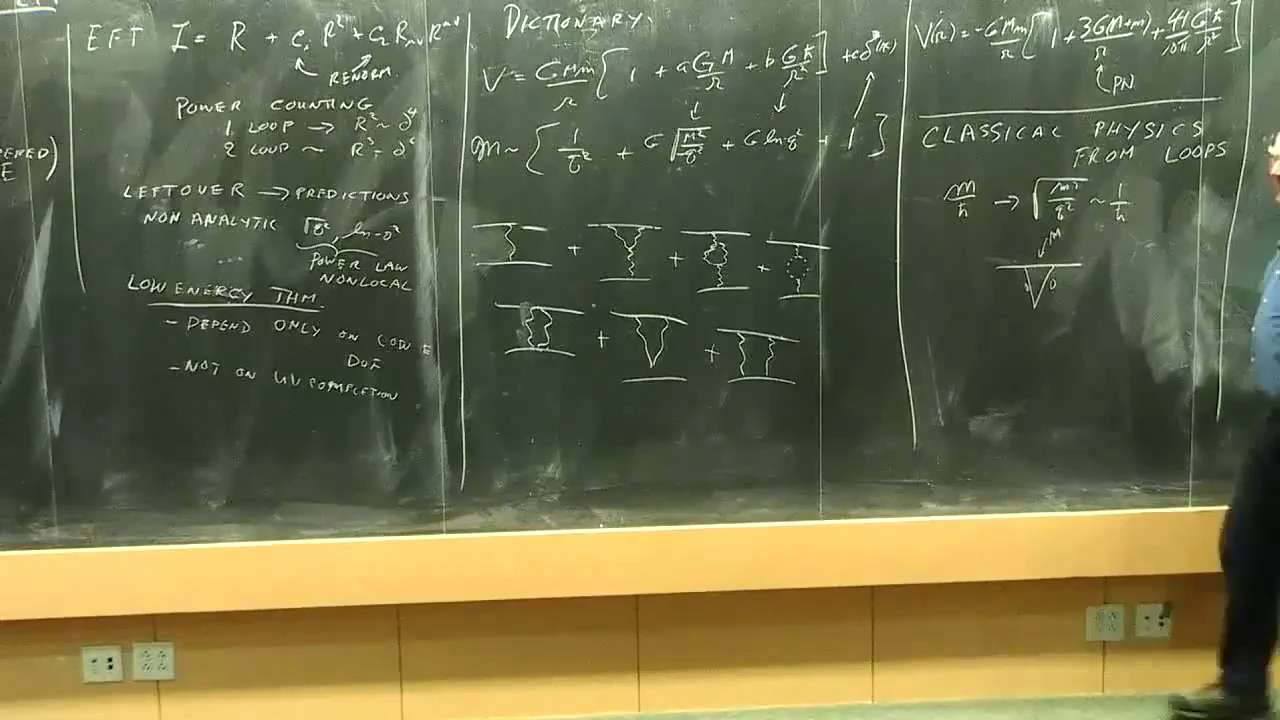 EFT I = R + c₁ R² + c₂ Rμν Rμν
RENORM.
POWER COUNTING
1 LOOP → R² ~ ∂⁴
2 LOOP ~ R³ ~ ∂⁶
LEFTOVER → PREDICTIONS
NON ANALYTIC √q², ln-q²
POWER LAW
NONLOCAL
LOW ENERGY THM.
- DEPEND ONLY ON LOW E
DOF
- NOT ON UV COMPLETION
DICTIONARY.
V = GMm/r [ 1 + a GM/r + b Għ/r² ] + c δ³(x)
M ~ [ 1/q² + G √(M²/q²) + G ln q² + 1 ]
+ + +
+ +
V(r) = -GMm/r [ 1 + 3G(M+m)/r + 41/10π Għ/r² ]
PN
CLASSICAL PHYSICS
FROM LOOPS
m/ħ → √(m²/q²) ~ 1/ħ
M